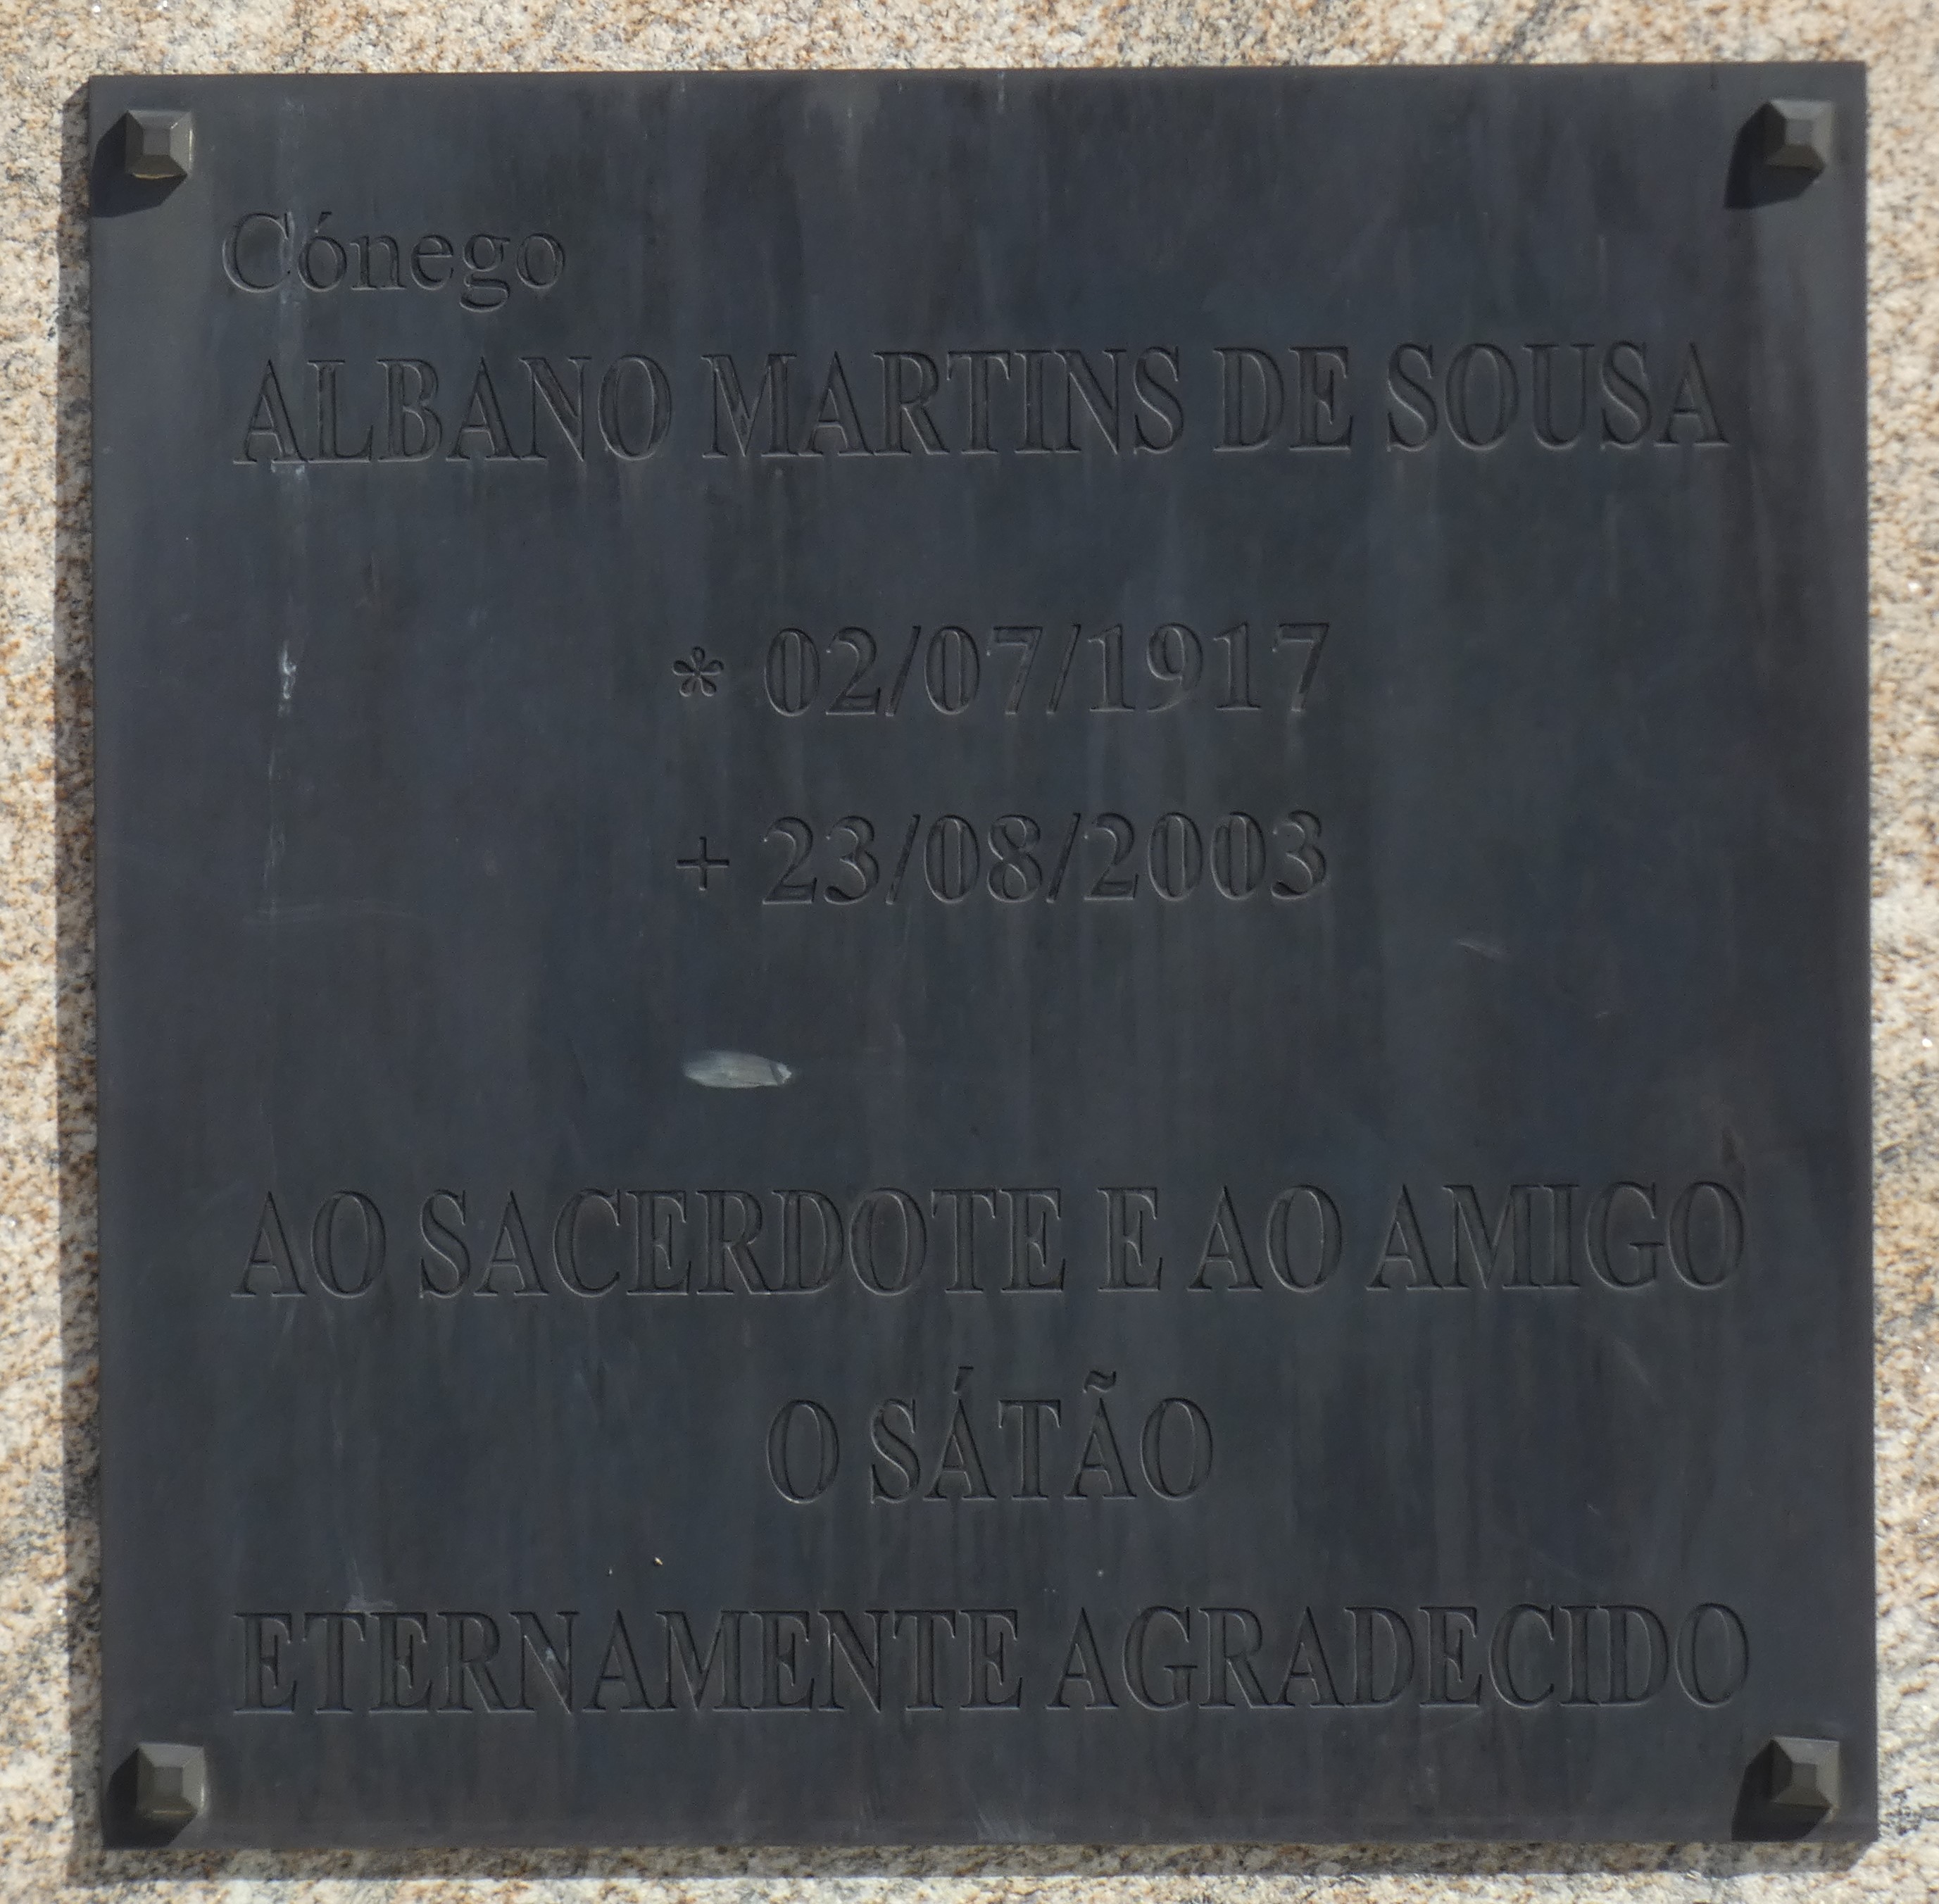 Cónego
ALBANO MARTINS DE SOUSA
* 02/07/1917
+ 23/08/2003
AO SACERDOTE E AO AMIGO
O SÁTÃO
ETERNAMENTE AGRADECIDO